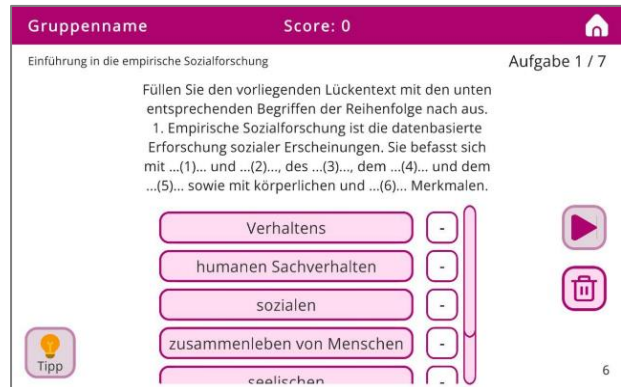 Gruppenname Score: 0
Einführung in die empirische Sozialforschung Aufgabe 1 / 7
Füllen Sie den vorliegenden Lückentext mit den unten
entsprechenden Begriffen der Reihenfolge nach aus.
1. Empirische Sozialforschung ist die datenbasierte
Erforschung sozialer Erscheinungen. Sie befasst sich
mit ...(1)... und ...(2)..., des ...(3)..., dem ...(4)... und dem
...(5)... sowie mit körperlichen und ...(6)... Merkmalen.
Verhaltens -
humanen Sachverhalten -
sozialen -
zusammenleben von Menschen -
seelischen -
Tipp
6